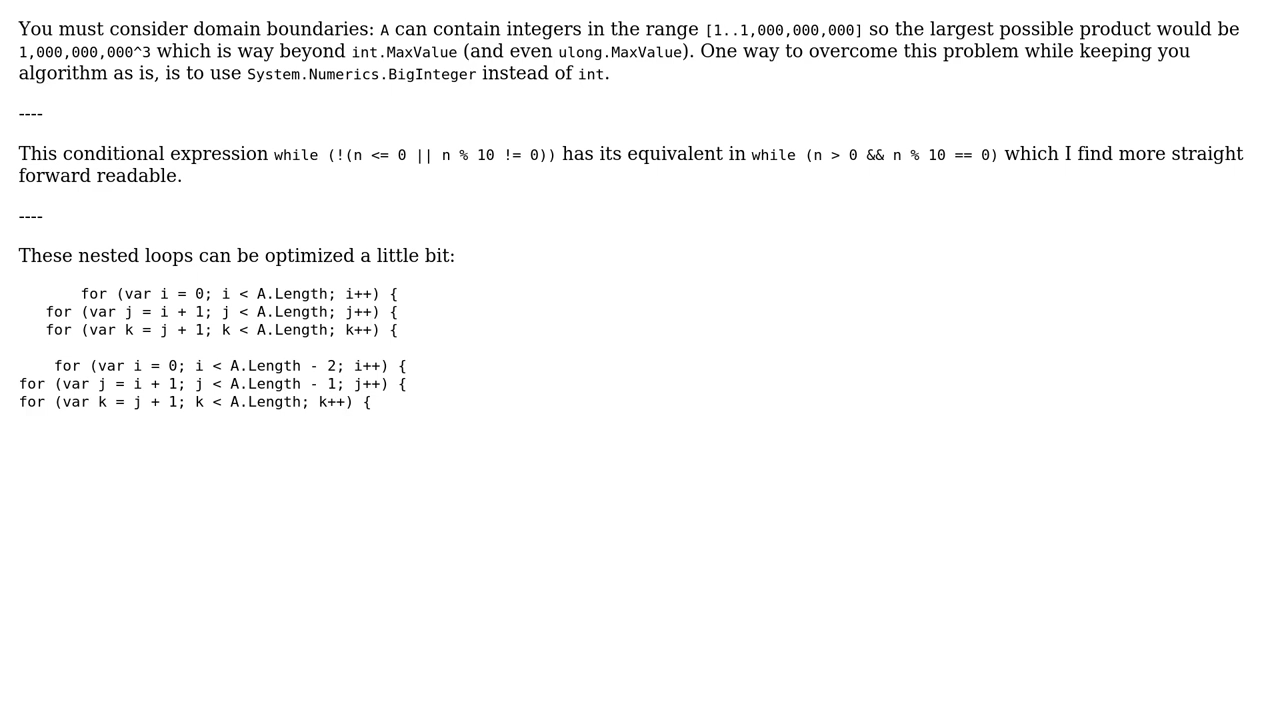 You must consider domain boundaries: A can contain integers in the range [1..1,000,000,000] so the largest possible product would be
1,000,000,000^3 which is way beyond int.MaxValue (and even ulong.MaxValue). One way to overcome this problem while keeping you
algorithm as is, is to use System.Numerics.BigInteger instead of int.
----
This conditional expression while (!(n <= 0 || n % 10 != 0)) has its equivalent in while (n > 0 && n % 10 == 0) which I find more straight
forward readable.
----
These nested loops can be optimized a little bit:
for (var i = 0; i < A.Length; i++) {
for (var j = i + 1; j < A.Length; j++) {
for (var k = j + 1; k < A.Length; k++) {
for (var i = 0; i < A.Length - 2; i++) {
for (var j = i + 1; j < A.Length - 1; j++) {
for (var k = j + 1; k < A.Length; k++) {